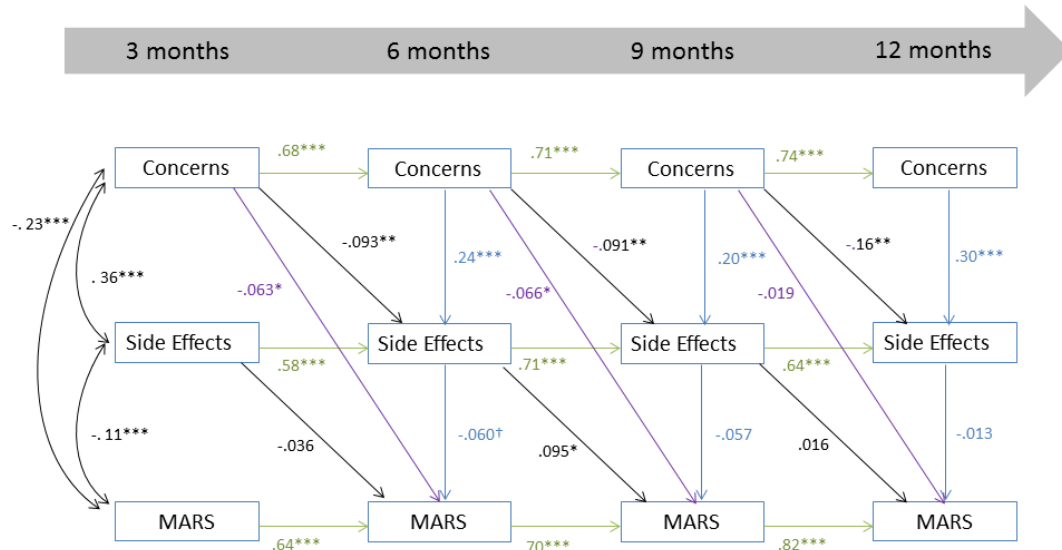 3 months 6 months 9 months 12 months
Concerns .68*** Concerns .71*** Concerns .74*** Concerns
-. 23***
-.093** .24*** -.091** .20*** -.16** .30***
. 36*** -.063* -.066* -.019
Side Effects .58*** Side Effects .71*** Side Effects .64*** Side Effects
-. 11*** -.036 -.060† .095* -.057 .016 -.013
MARS .64*** MARS .70*** MARS .82*** MARS